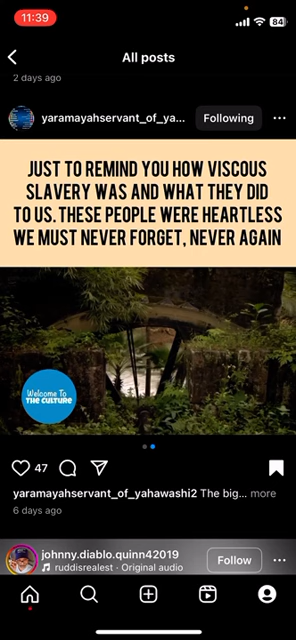 11:39
84
All posts
2 days ago
yaramayahservant_of_ya...
Following
JUST TO REMIND YOU HOW VISCOUS
SLAVERY WAS AND WHAT THEY DID
TO US. THESE PEOPLE WERE HEARTLESS
WE MUST NEVER FORGET, NEVER AGAIN
Welcome To
THE CULTURE
47
yaramayahservant_of_yahawashi2 The big... more
6 days ago
johnny.diablo.quinn42019
ruddisrealest · Original audio
Follow